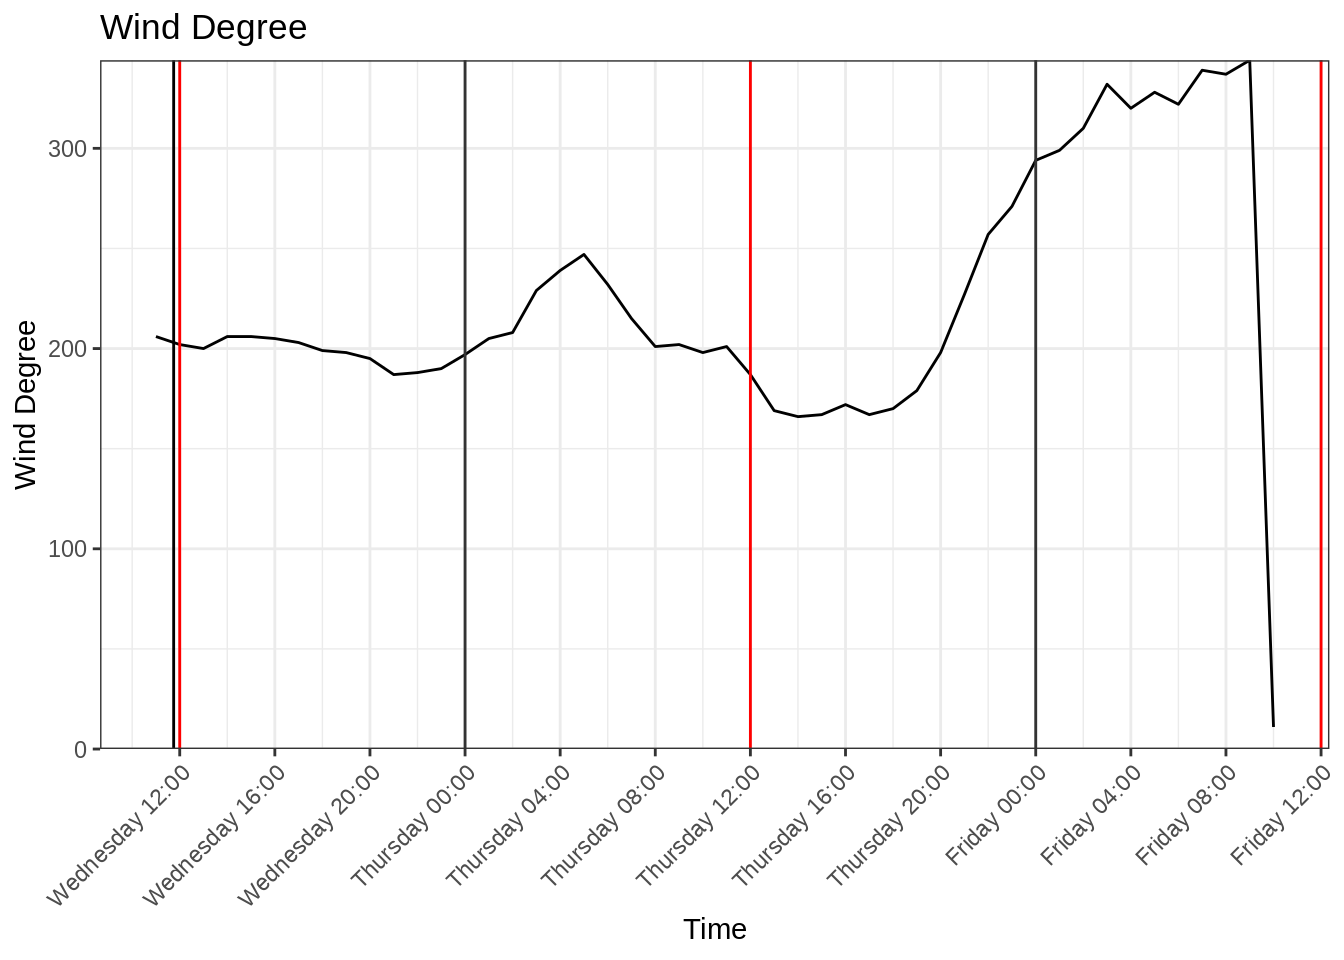 Wind Degree
Wind Degree
300
200
100
0
Wednesday 12:00
Wednesday 16:00
Wednesday 20:00
Thursday 00:00
Thursday 04:00
Thursday 08:00
Thursday 12:00
Thursday 16:00
Thursday 20:00
Friday 00:00
Friday 04:00
Friday 08:00
Friday 12:00
Time